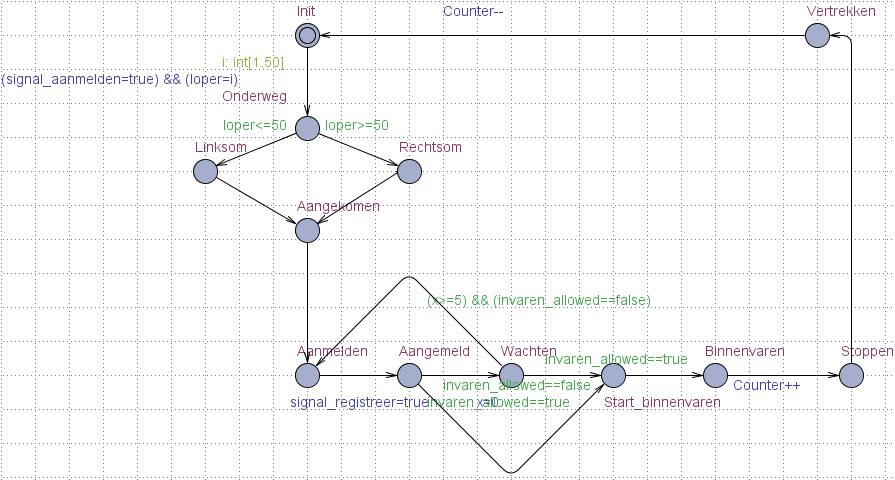 Init
Counter--
Vertrekken
i: int[1,50]
(signal_aanmelden=true) && (loper=i)
Onderweg
loper<=50
loper>=50
Linksom
Rechtsom
Aangekomen
(x>=5) && (invaren_allowed==false)
Aanmelden
Aangemeld
Wachten
invaren_allowed==true
Binnenvaren
Stoppen
invaren_allowed==false
Counter++
signal_registreer=true
invaren_allowed==true
x=0
Start_binnenvaren